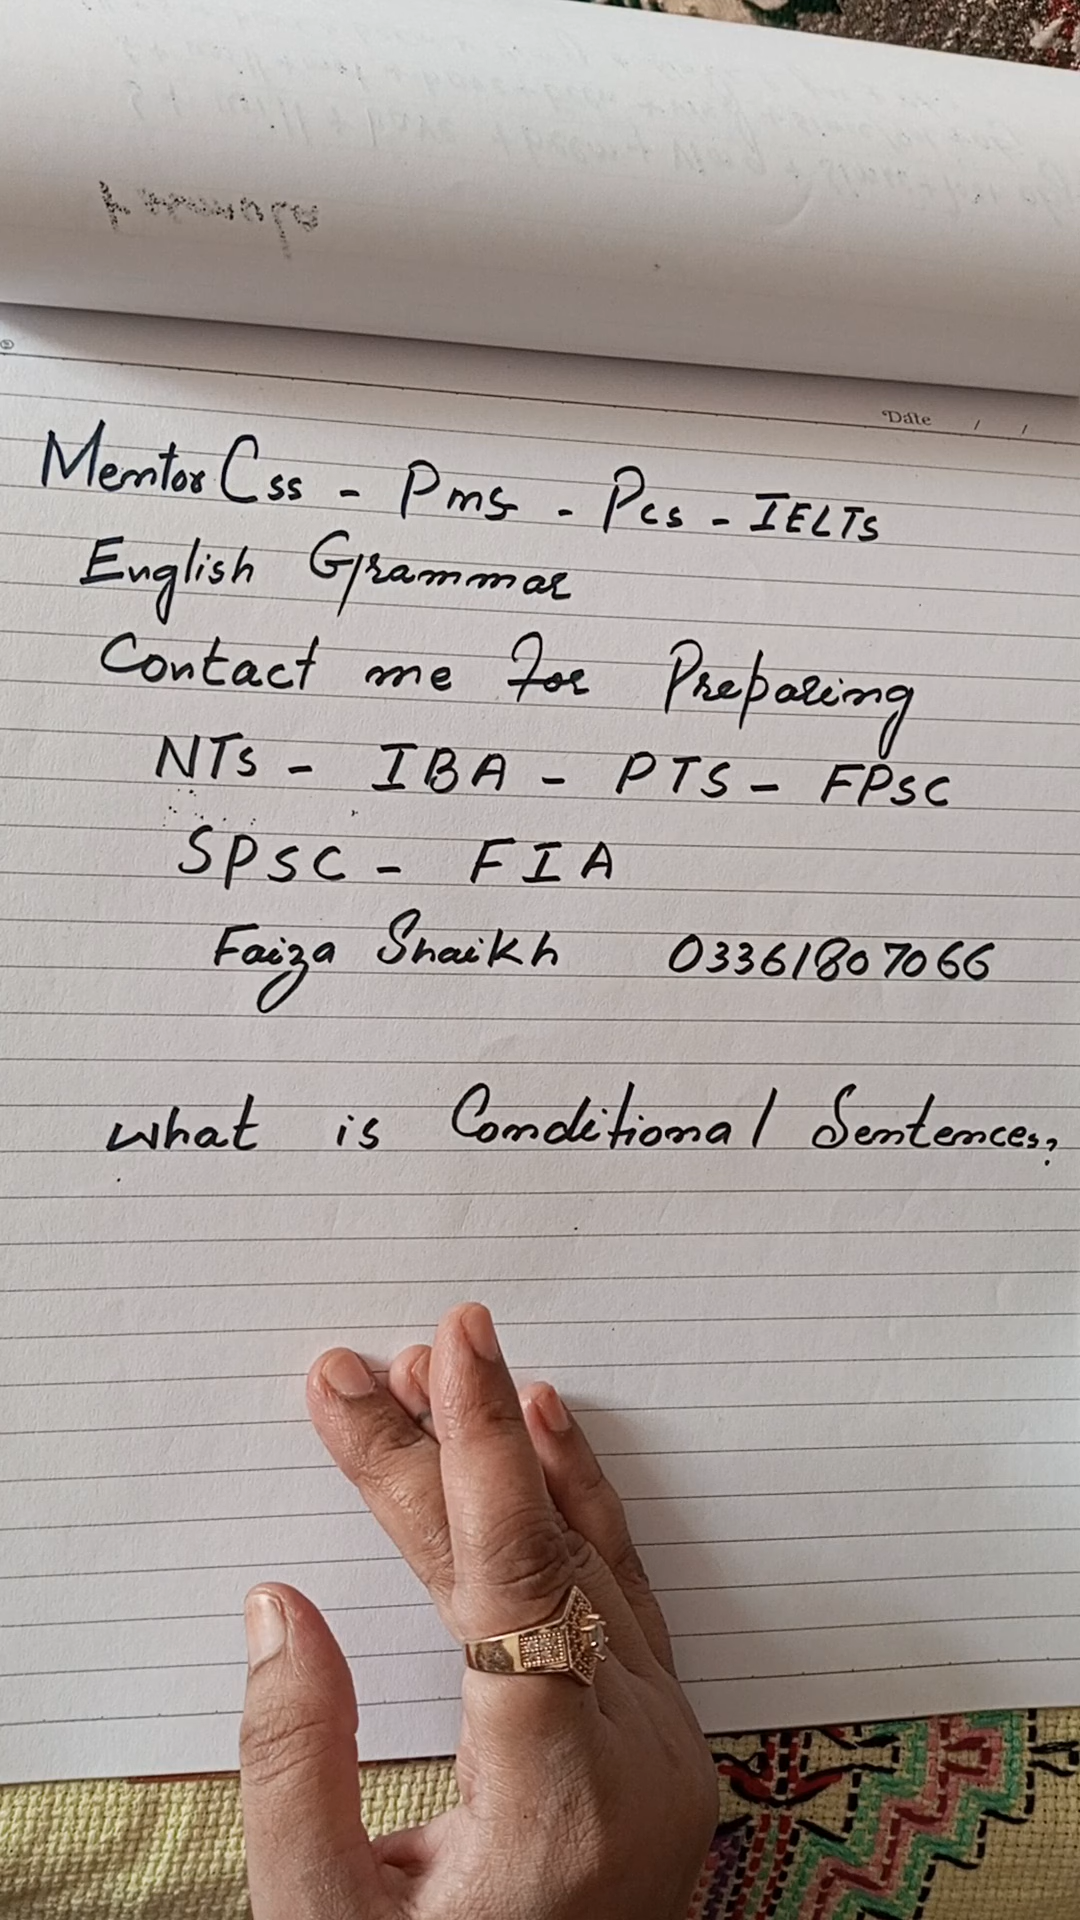 Formula
Date / /
Mentor Css - Pms - Pcs - IELTS
English Grammar
Contact me For Preparing
NTS - IBA - PTS - FPSC
SPSC - FIA
Faiza Shaikh 03361807066
what is Conditional Sentences?